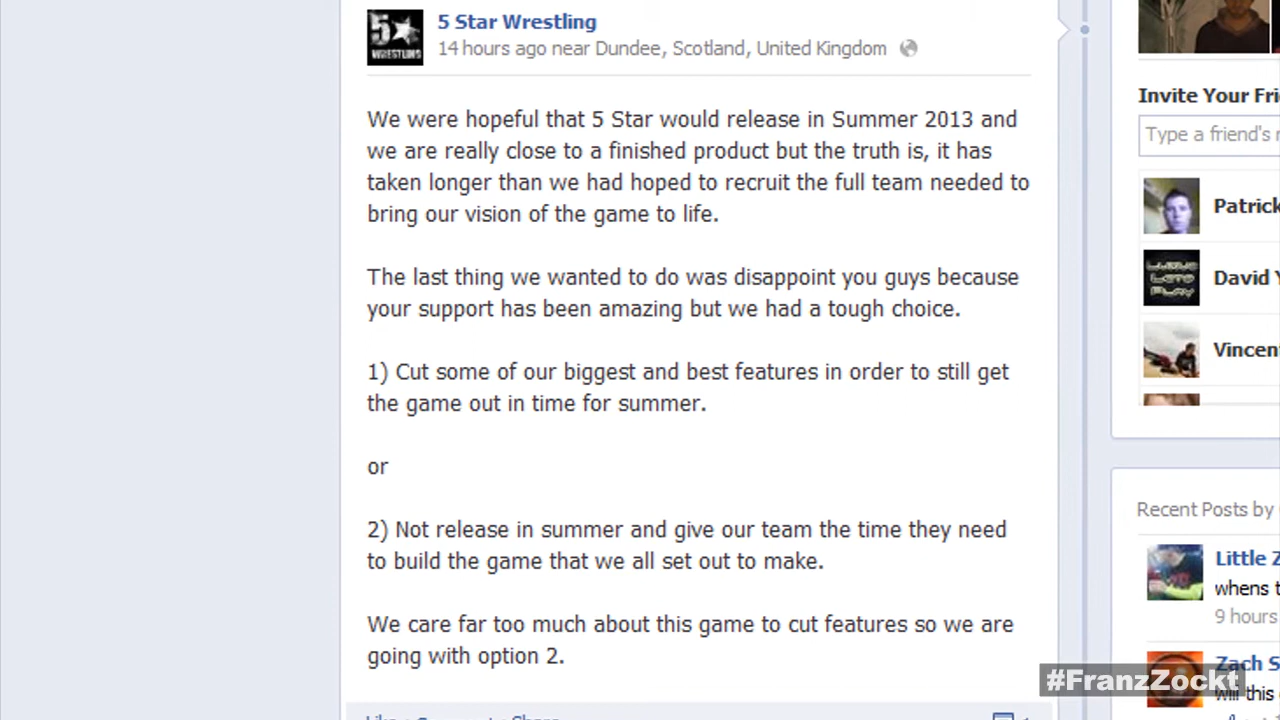 5 Star Wrestling
14 hours ago near Dundee, Scotland, United Kingdom
We were hopeful that 5 Star would release in Summer 2013 and
we are really close to a finished product but the truth is, it has
taken longer than we had hoped to recruit the full team needed to
bring our vision of the game to life.
The last thing we wanted to do was disappoint you guys because
your support has been amazing but we had a tough choice.
1) Cut some of our biggest and best features in order to still get
the game out in time for summer.
or
2) Not release in summer and give our team the time they need
to build the game that we all set out to make.
We care far too much about this game to cut features so we are
going with option 2.
Invite Your Fri
Type a friend's n
Patrick
David Y
Vincen
Recent Posts by
Little Z
whens t
9 hours
Zach S
will this
#FranzZockt